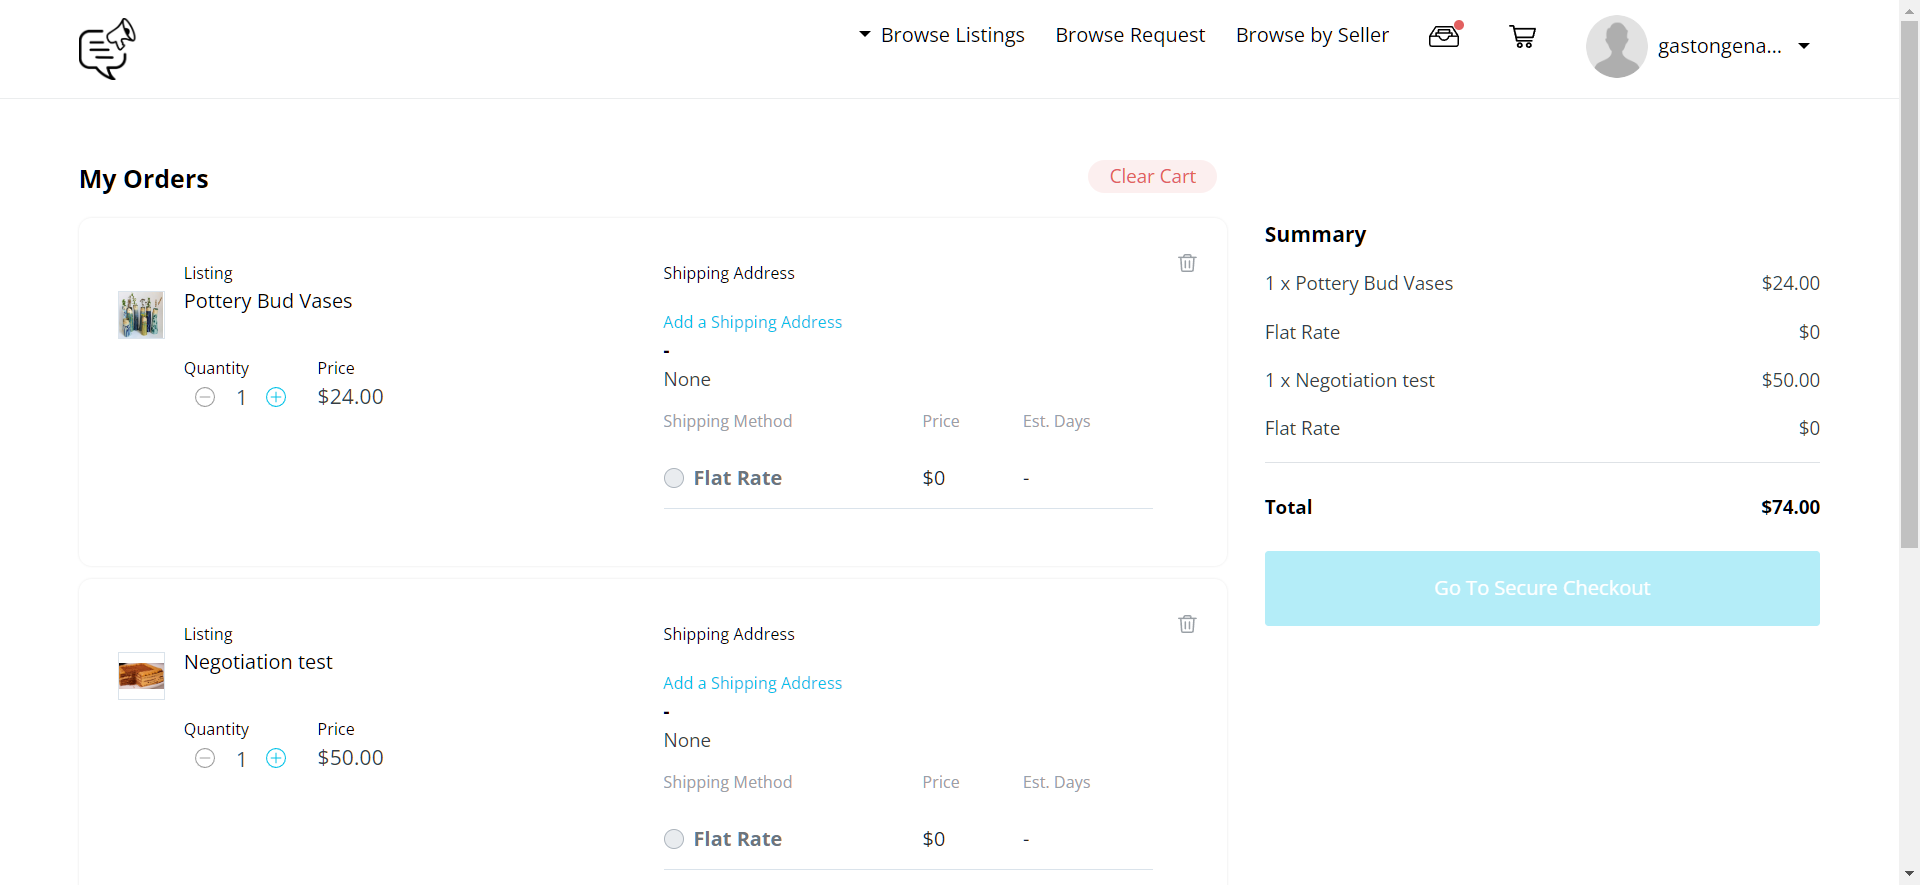 Browse Listings Browse Request Browse by Seller gastongena...
My Orders Clear Cart
Listing
Pottery Bud Vases
Quantity Price
1 $24.00
Shipping Address
Add a Shipping Address
-
None
Shipping Method Price Est. Days
Flat Rate $0 -
Listing
Negotiation test
Quantity Price
1 $50.00
Shipping Address
Add a Shipping Address
-
None
Shipping Method Price Est. Days
Flat Rate $0 -
Summary
1 x Pottery Bud Vases $24.00
Flat Rate $0
1 x Negotiation test $50.00
Flat Rate $0
Total $74.00
Go To Secure Checkout